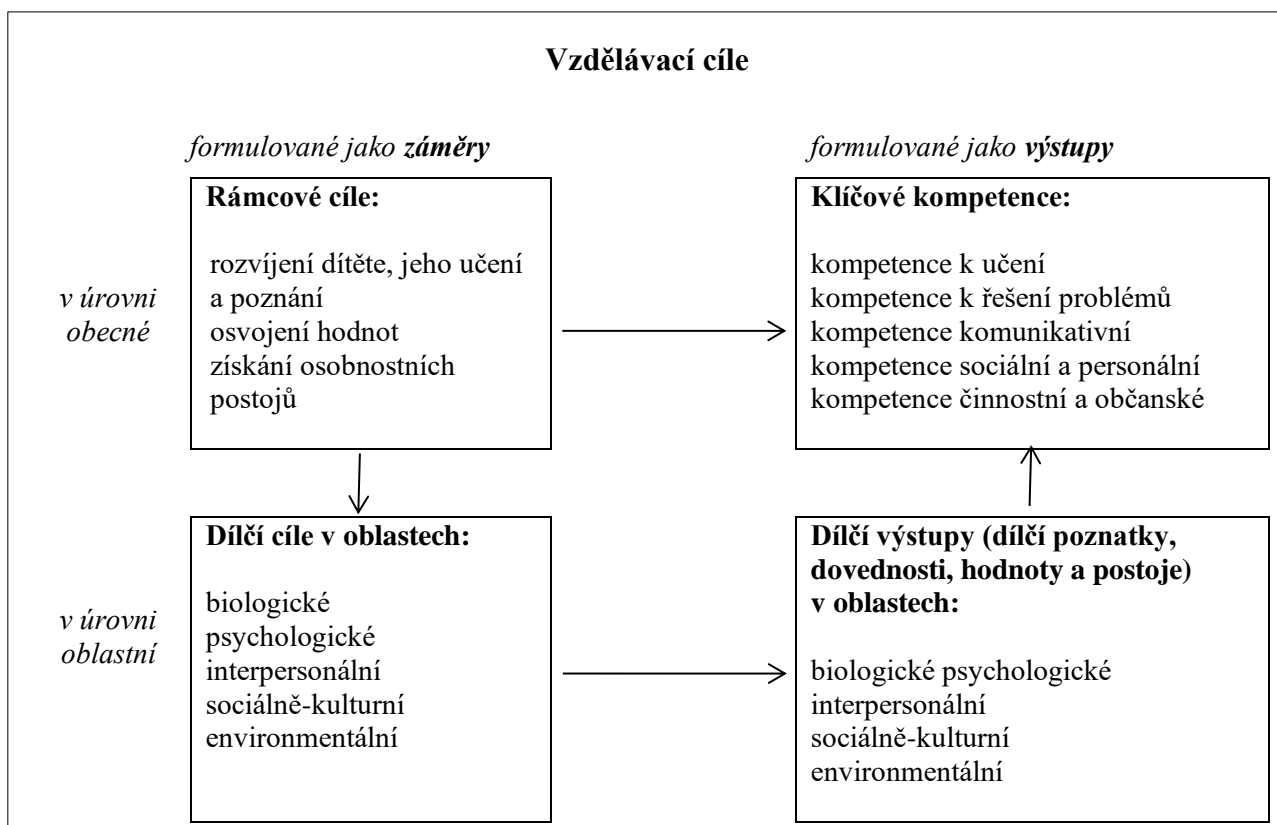 Vzdělávací cíle
formulované jako záměry
formulované jako výstupy
v úrovni
obecné
Rámcové cíle:
rozvíjení dítěte, jeho učení
a poznání
osvojení hodnot
získání osobnostních
postojů
Klíčové kompetence:
kompetence k učení
kompetence k řešení problémů
kompetence komunikativní
kompetence sociální a personální
kompetence činnostní a občanské
v úrovni
oblastní
Dílčí cíle v oblastech:
biologické
psychologické
interpersonální
sociálně-kulturní
environmentální
Dílčí výstupy (dílčí poznatky,
dovednosti, hodnoty a postoje)
v oblastech:
biologické psychologické
interpersonální
sociálně-kulturní
environmentální